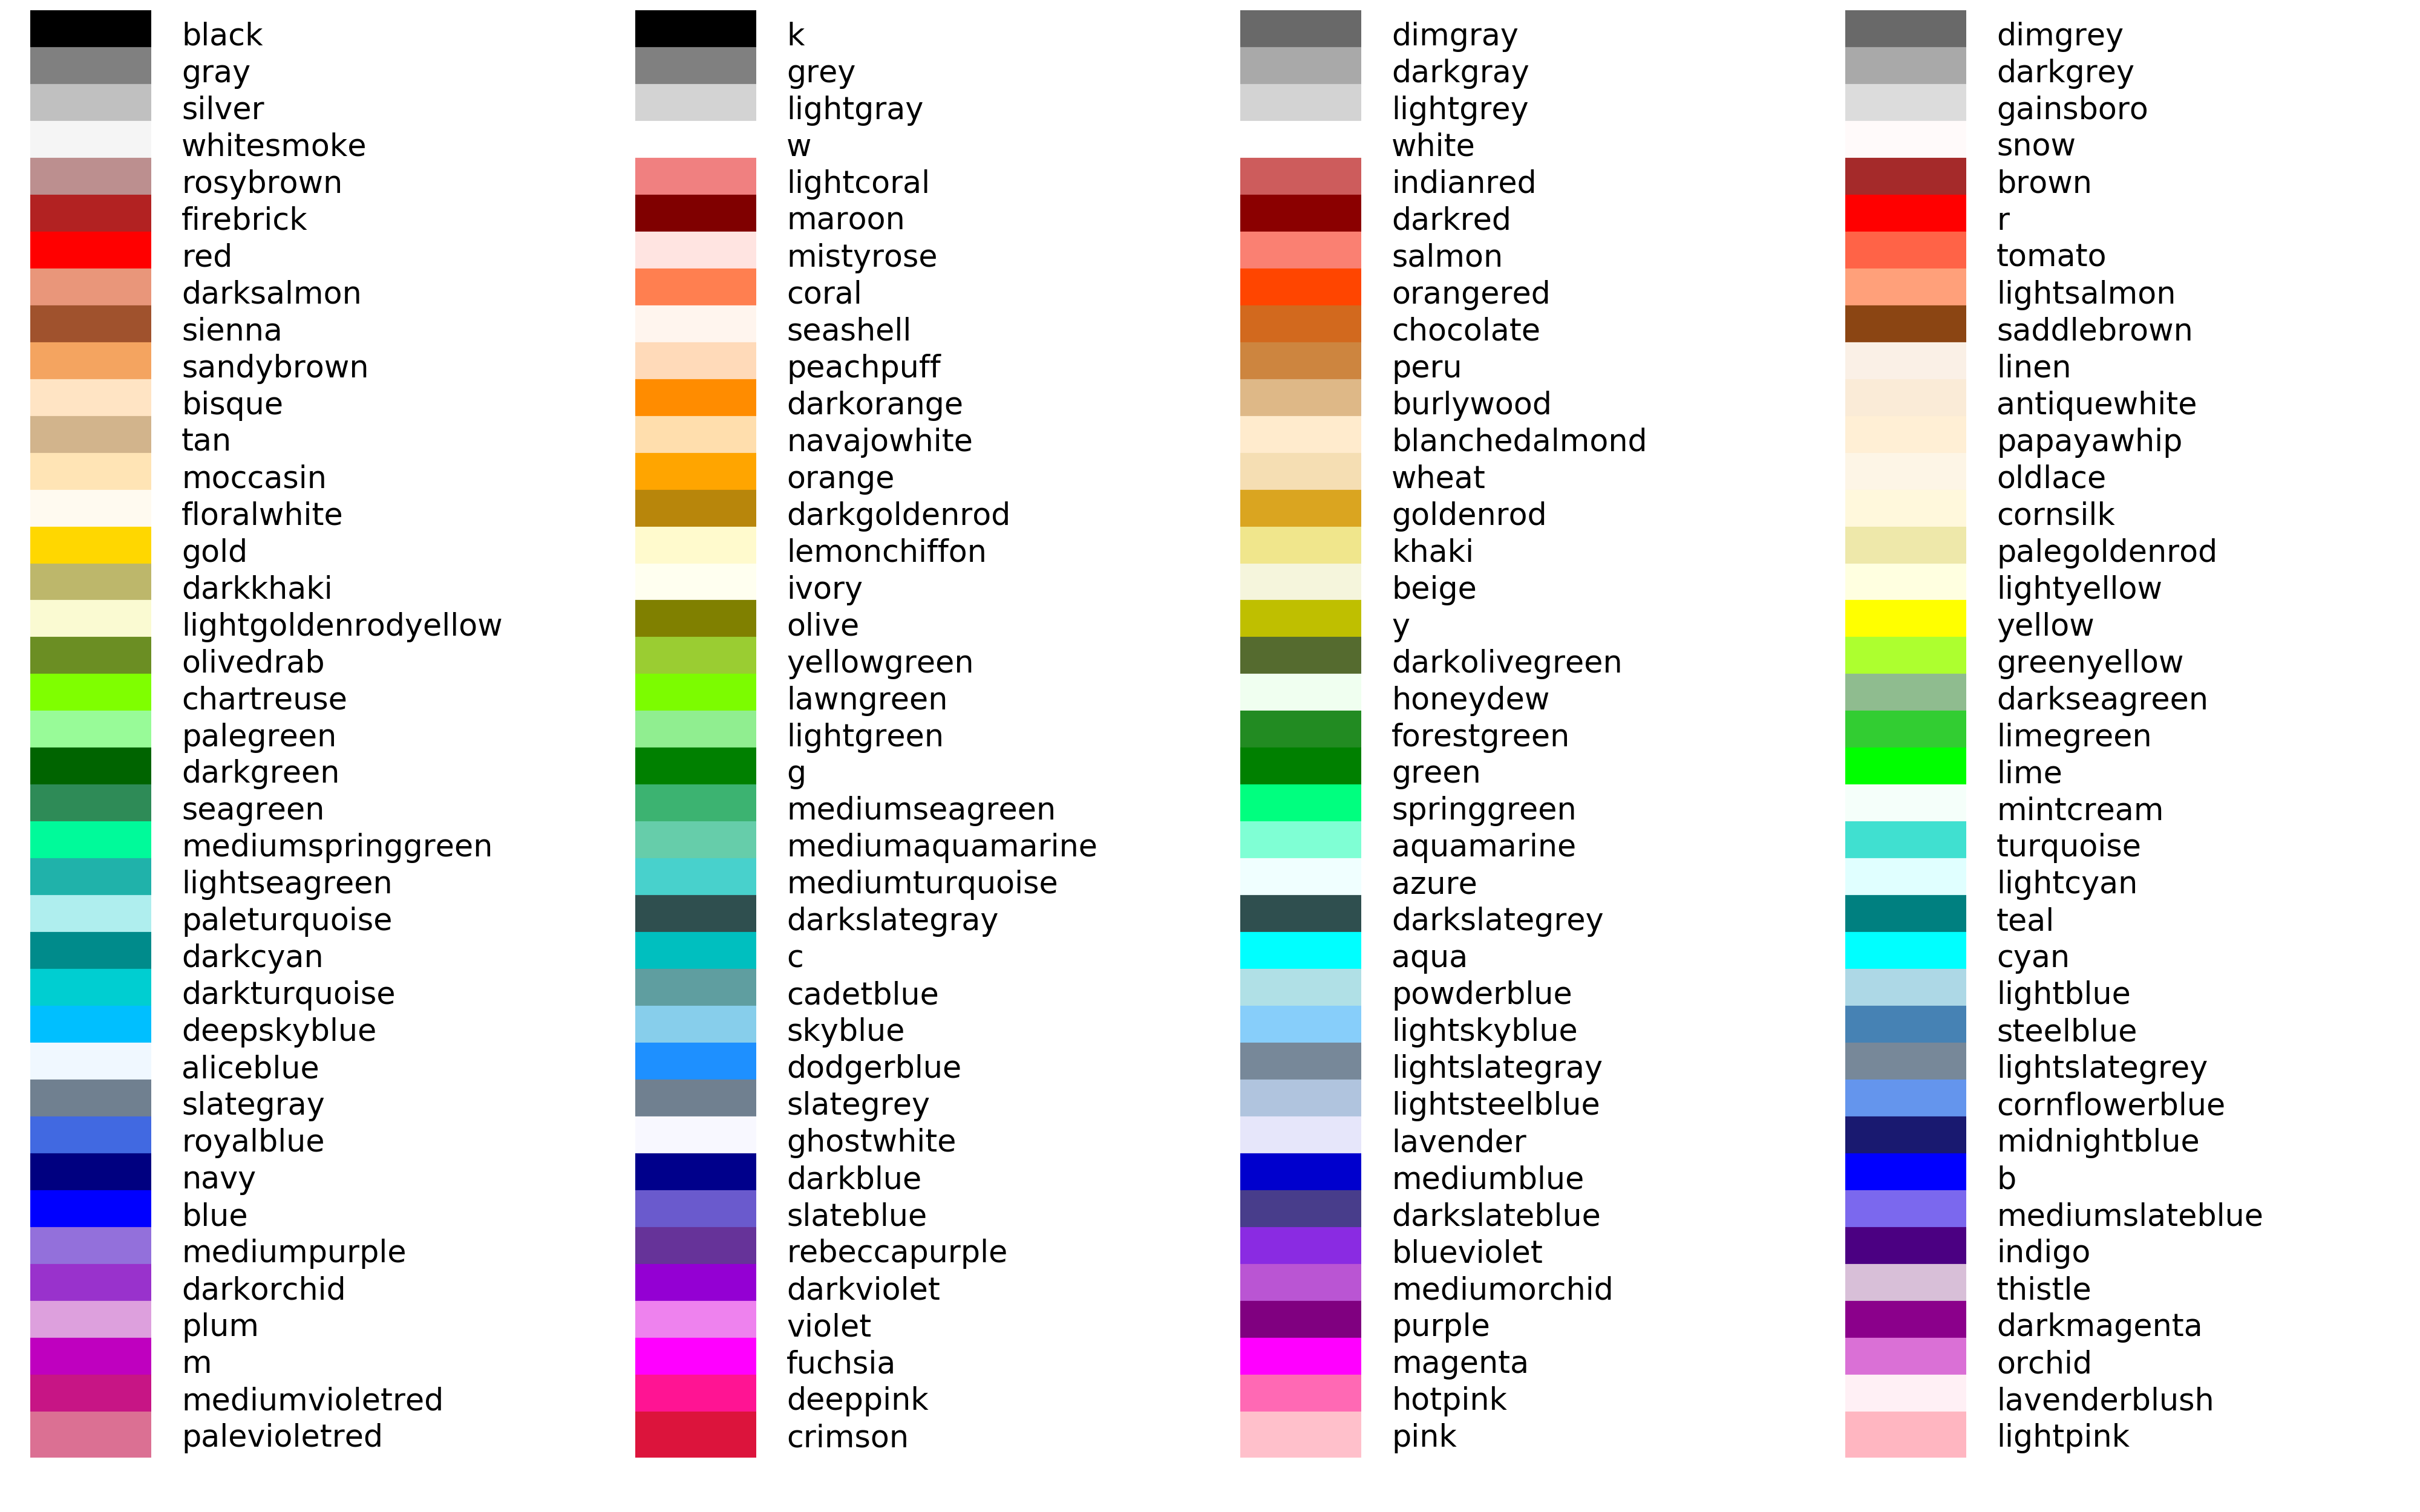 black k dimgray dimgrey
gray grey darkgray darkgrey
silver lightgray lightgrey gainsboro
whitesmoke w white snow
rosybrown lightcoral indianred brown
firebrick maroon darkred r
red mistyrose salmon tomato
darksalmon coral orangered lightsalmon
sienna seashell chocolate saddlebrown
sandybrown peachpuff peru linen
bisque darkorange burlywood antiquewhite
tan navajowhite blanchedalmond papayawhip
moccasin orange wheat oldlace
floralwhite darkgoldenrod goldenrod cornsilk
gold lemonchiffon khaki palegoldenrod
darkkhaki ivory beige lightyellow
lightgoldenrodyellow olive y yellow
olivedrab yellowgreen darkolivegreen greenyellow
chartreuse lawngreen honeydew darkseagreen
palegreen lightgreen forestgreen limegreen
darkgreen g green lime
seagreen mediumseagreen springgreen mintcream
mediumspringgreen mediumaquamarine aquamarine turquoise
lightseagreen mediumturquoise azure lightcyan
paleturquoise darkslategray darkslategrey teal
darkcyan c aqua cyan
darkturquoise cadetblue powderblue lightblue
deepskyblue skyblue lightskyblue steelblue
aliceblue dodgerblue lightslategray lightslategrey
slategray slategrey lightsteelblue cornflowerblue
royalblue ghostwhite lavender midnightblue
navy darkblue mediumblue b
blue slateblue darkslateblue mediumslateblue
mediumpurple rebeccapurple blueviolet indigo
darkorchid darkviolet mediumorchid thistle
plum violet purple darkmagenta
m fuchsia magenta orchid
mediumvioletred deeppink hotpink lavenderblush
palevioletred crimson pink lightpink